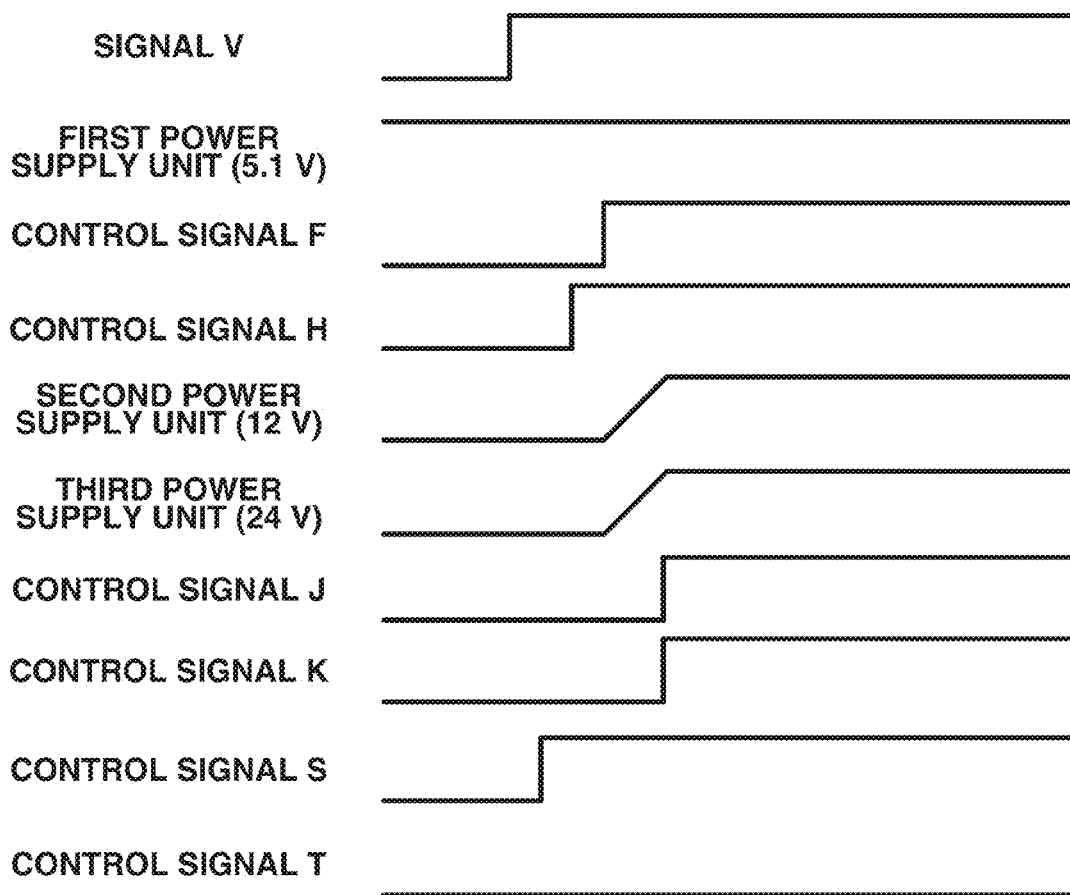 SIGNAL V
FIRST POWER
SUPPLY UNIT (5.1 V)
CONTROL SIGNAL F
CONTROL SIGNAL H
SECOND POWER
SUPPLY UNIT (12 V)
THIRD POWER
SUPPLY UNIT (24 V)
CONTROL SIGNAL J
CONTROL SIGNAL K
CONTROL SIGNAL S
CONTROL SIGNAL T